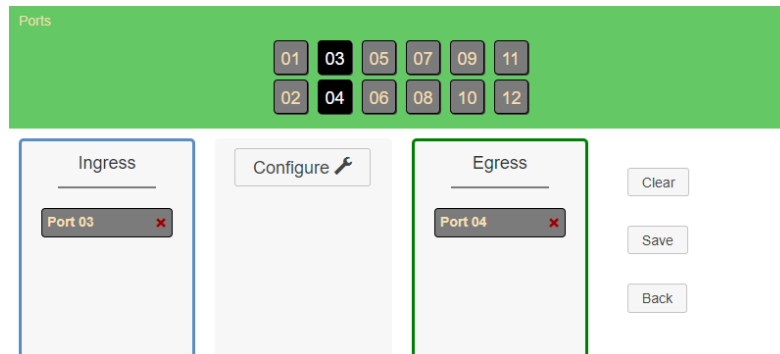 Ports
01 03 05 07 09 11
02 04 06 08 10 12
Ingress
Configure
Egress
Port 03
Port 04
Clear
Save
Back